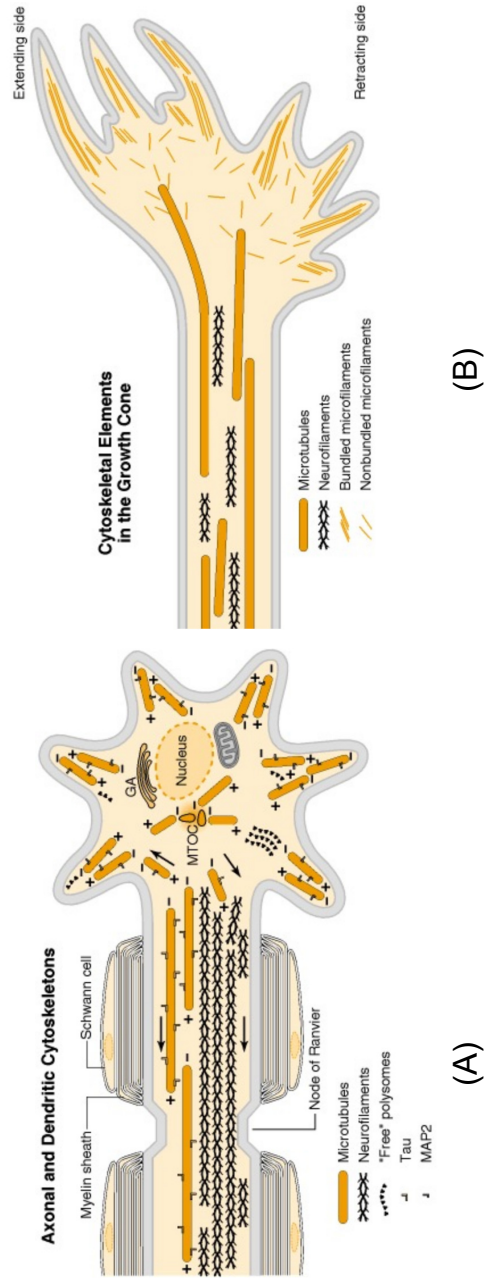 Axonal and Dendritic Cytoskeletons
Myelin sheath
Schwann cell
GA
Nucleus
MTOC
+
-
Node of Ranvier
Microtubules
Neurofilaments
"Free" polysomes
Tau
MAP2
(A)
Extending side
Cytoskeletal Elements
in the Growth Cone
Retracting side
Microtubules
Neurofilaments
Bundled microfilaments
Nonbundled microfilaments
(B)